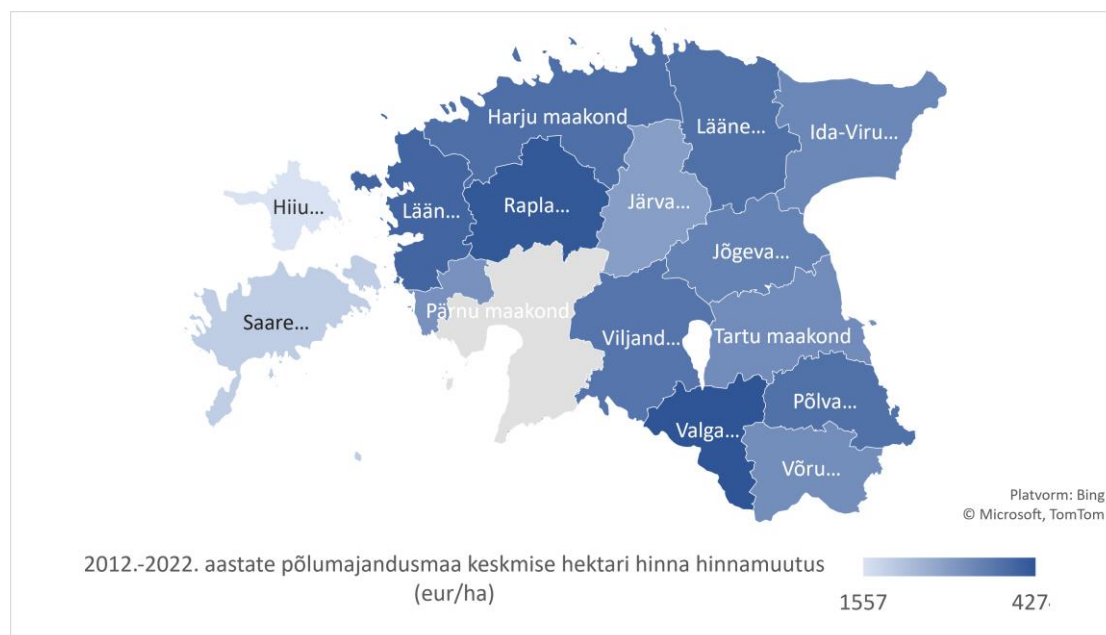 Harju maakond
Lääne...
Ida-Viru...
Hiiu...
Lään...
Rapla...
Järva...
Jõgeva...
Saare...
Pärnu maakond
Viljand...
Tartu maakond
Põlva...
Valga...
Võru...
Platvorm: Bing
© Microsoft, TomTom
2012.-2022. aastate põlumajandusmaa keskmise hektari hinna hinnamuutus
(eur/ha)
1557
427